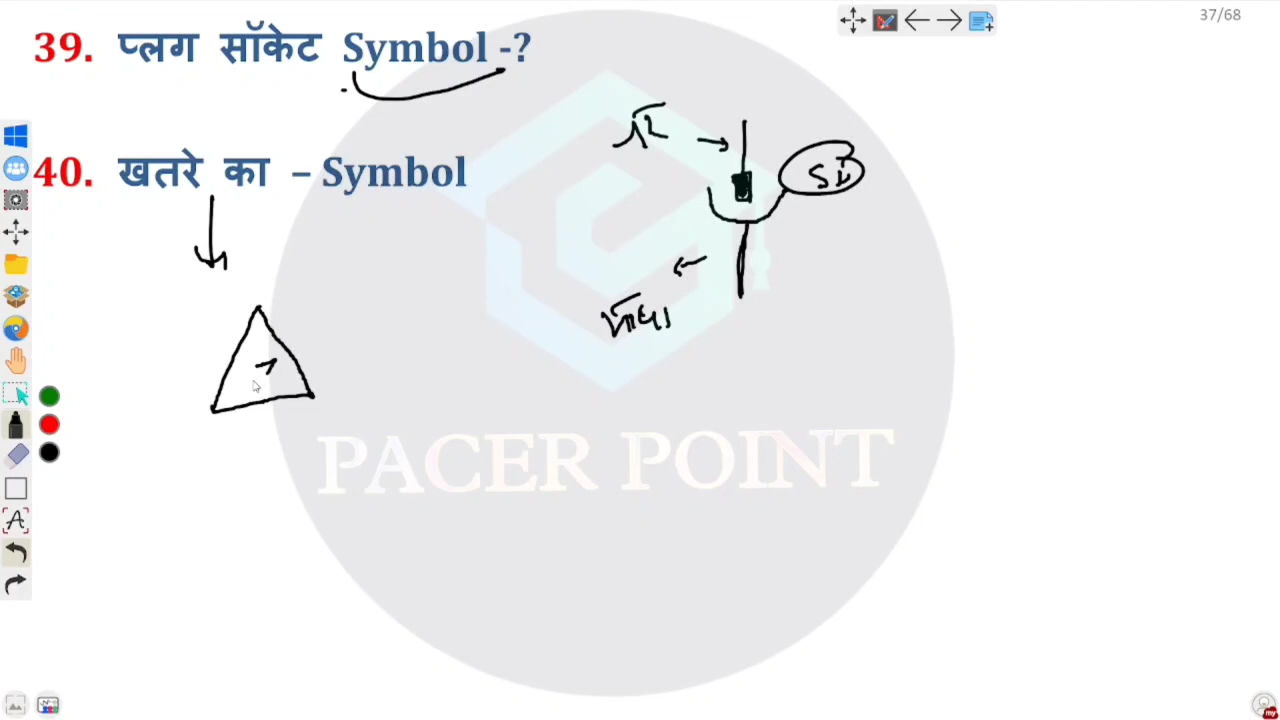 37/68
39. प्लग सॉकेट Symbol -?
40. खतरे का – Symbol
PACER POINT